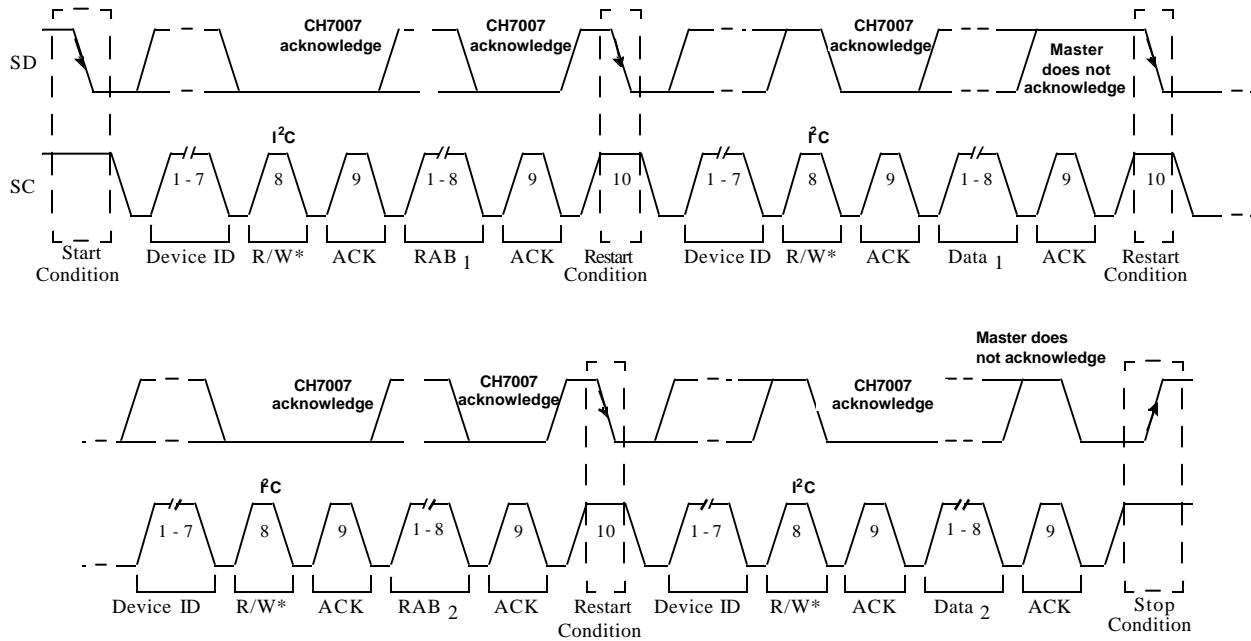 CH7007 acknowledge
CH7007 acknowledge
CH7007 acknowledge
Master does not acknowledge
SD
I²C
I²C
SC
1 - 7
8
9
1 - 8
9
10
1 - 7
8
9
1 - 8
9
10
Start Condition
Device ID
R/W*
ACK
RAB 1
ACK
Restart Condition
Device ID
R/W*
ACK
Data 1
ACK
Restart Condition
CH7007 acknowledge
CH7007 acknowledge
CH7007 acknowledge
Master does not acknowledge
I²C
I²C
1 - 7
8
9
1 - 8
9
10
1 - 7
8
9
1 - 8
9
Device ID
R/W*
ACK
RAB 2
ACK
Restart Condition
Device ID
R/W*
ACK
Data 2
ACK
Stop Condition